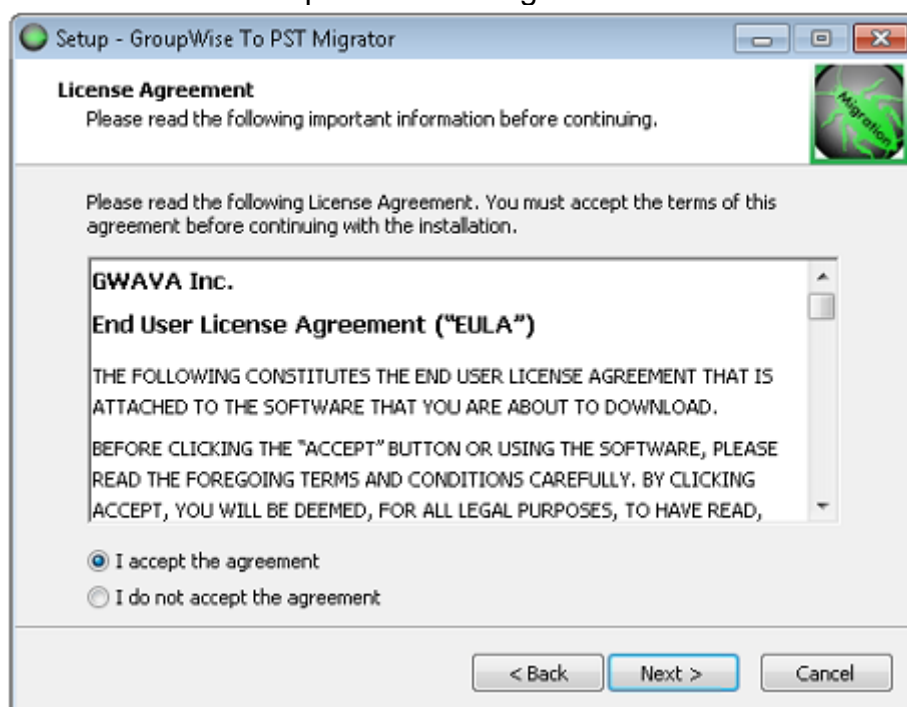 Setup - GroupWise To PST Migrator
License Agreement
Please read the following important information before continuing.
Migration
Please read the following License Agreement. You must accept the terms of this
agreement before continuing with the installation.
GWAVA Inc.
End User License Agreement ("EULA")
THE FOLLOWING CONSTITUTES THE END USER LICENSE AGREEMENT THAT IS
ATTACHED TO THE SOFTWARE THAT YOU ARE ABOUT TO DOWNLOAD.
BEFORE CLICKING THE "ACCEPT" BUTTON OR USING THE SOFTWARE, PLEASE
READ THE FOREGOING TERMS AND CONDITIONS CAREFULLY. BY CLICKING
ACCEPT, YOU WILL BE DEEMED, FOR ALL LEGAL PURPOSES, TO HAVE READ,
I accept the agreement
I do not accept the agreement
< Back Next > Cancel